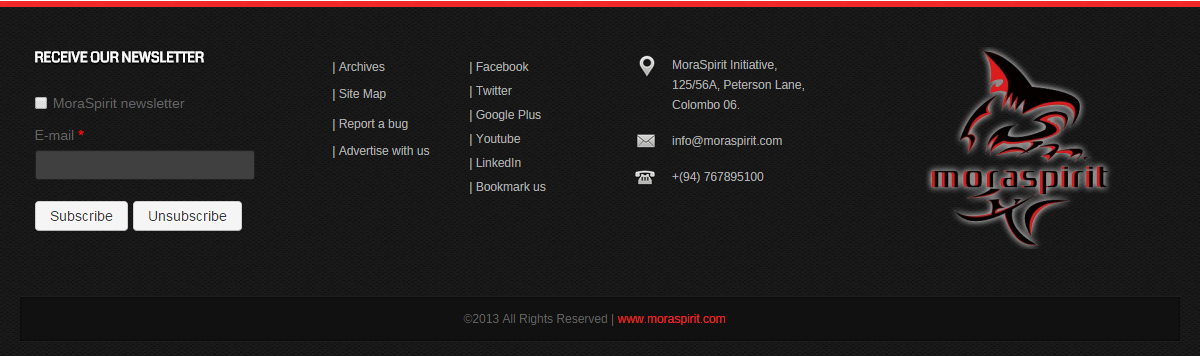 RECEIVE OUR NEWSLETTER
MoraSpirit newsletter
E-mail *
Subscribe Unsubscribe
| Archives
| Site Map
| Report a bug
| Advertise with us
| Facebook
| Twitter
| Google Plus
| Youtube
| LinkedIn
| Bookmark us
MoraSpirit Initiative,
125/56A, Peterson Lane,
Colombo 06.
info@moraspirit.com
+(94) 767895100
moraspirit
©2013 All Rights Reserved | www.moraspirit.com